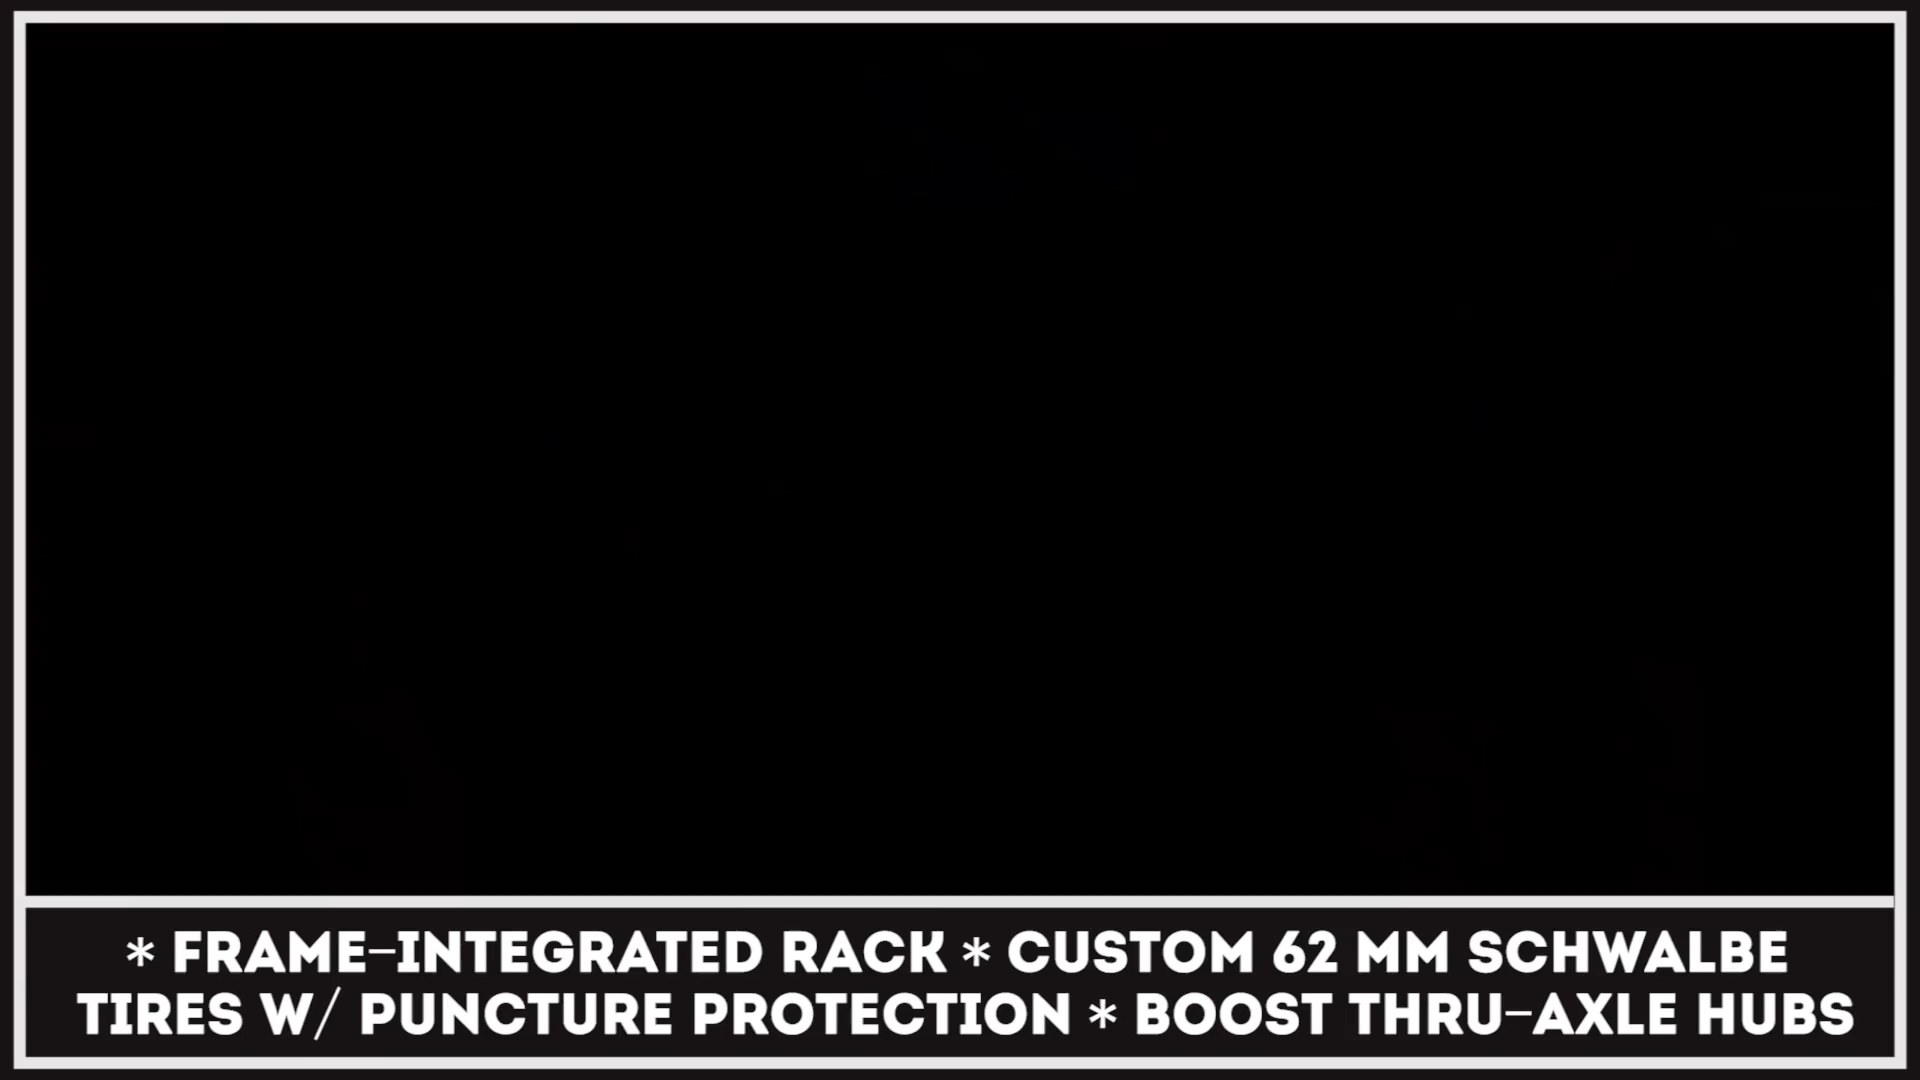 * FRAME-INTEGRATED RACK * CUSTOM 62 MM SCHWALBE
TIRES W/ PUNCTURE PROTECTION * BOOST THRU-AXLE HUBS